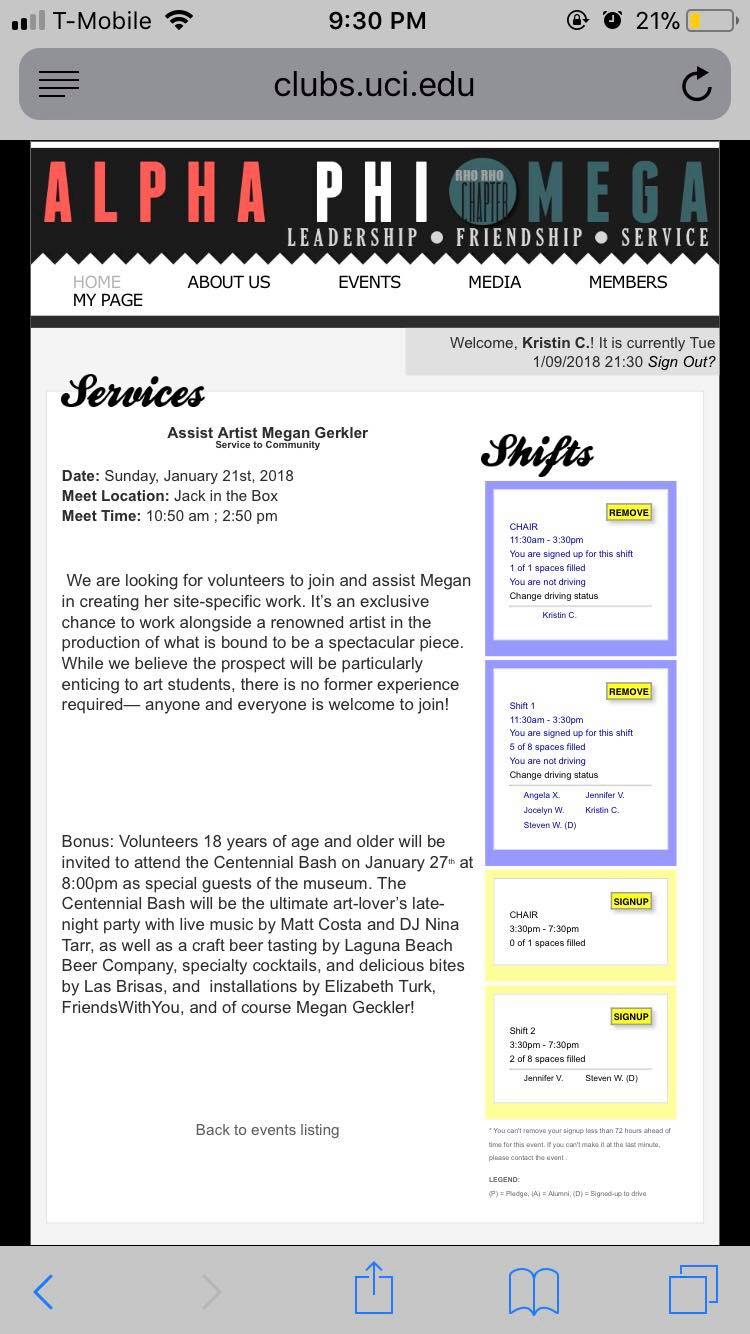 T-Mobile 9:30 PM 21%
clubs.uci.edu
ALPHA PHI OMEGA
RHO RHO
CHAPTER
LEADERSHIP • FRIENDSHIP • SERVICE
HOME ABOUT US EVENTS MEDIA MEMBERS
MY PAGE
Welcome, Kristin C.! It is currently Tue
1/09/2018 21:30 Sign Out?
Services
Assist Artist Megan Gerkler
Service to Community
Date: Sunday, January 21st, 2018
Meet Location: Jack in the Box
Meet Time: 10:50 am ; 2:50 pm
We are looking for volunteers to join and assist Megan
in creating her site-specific work. It's an exclusive
chance to work alongside a renowned artist in the
production of what is bound to be a spectacular piece.
While we believe the prospect will be particularly
enticing to art students, there is no former experience
required— anyone and everyone is welcome to join!
Bonus: Volunteers 18 years of age and older will be
invited to attend the Centennial Bash on January 27th at
8:00pm as special guests of the museum. The
Centennial Bash will be the ultimate art-lover's late-
night party with live music by Matt Costa and DJ Nina
Tarr, as well as a craft beer tasting by Laguna Beach
Beer Company, specialty cocktails, and delicious bites
by Las Brisas, and installations by Elizabeth Turk,
FriendsWithYou, and of course Megan Geckler!
Back to events listing
Shifts
REMOVE
CHAIR
11:30am - 3:30pm
You are signed up for this shift
1 of 1 spaces filled
You are not driving
Change driving status
Kristin C.
REMOVE
Shift 1
11:30am - 3:30pm
You are signed up for this shift
5 of 8 spaces filled
You are not driving
Change driving status
Angela X. Jennifer V.
Jocelyn W. Kristin C.
Steven W. (D)
SIGNUP
CHAIR
3:30pm - 7:30pm
0 of 1 spaces filled
SIGNUP
Shift 2
3:30pm - 7:30pm
2 of 8 spaces filled
Jennifer V. Steven W. (D)
* You can't remove your signup less than 72 hours ahead of
time for this event. If you can't make it at the last minute,
please contact the event .
LEGEND:
(P) = Pledge, (A) = Alumni, (D) = Signed-up to drive